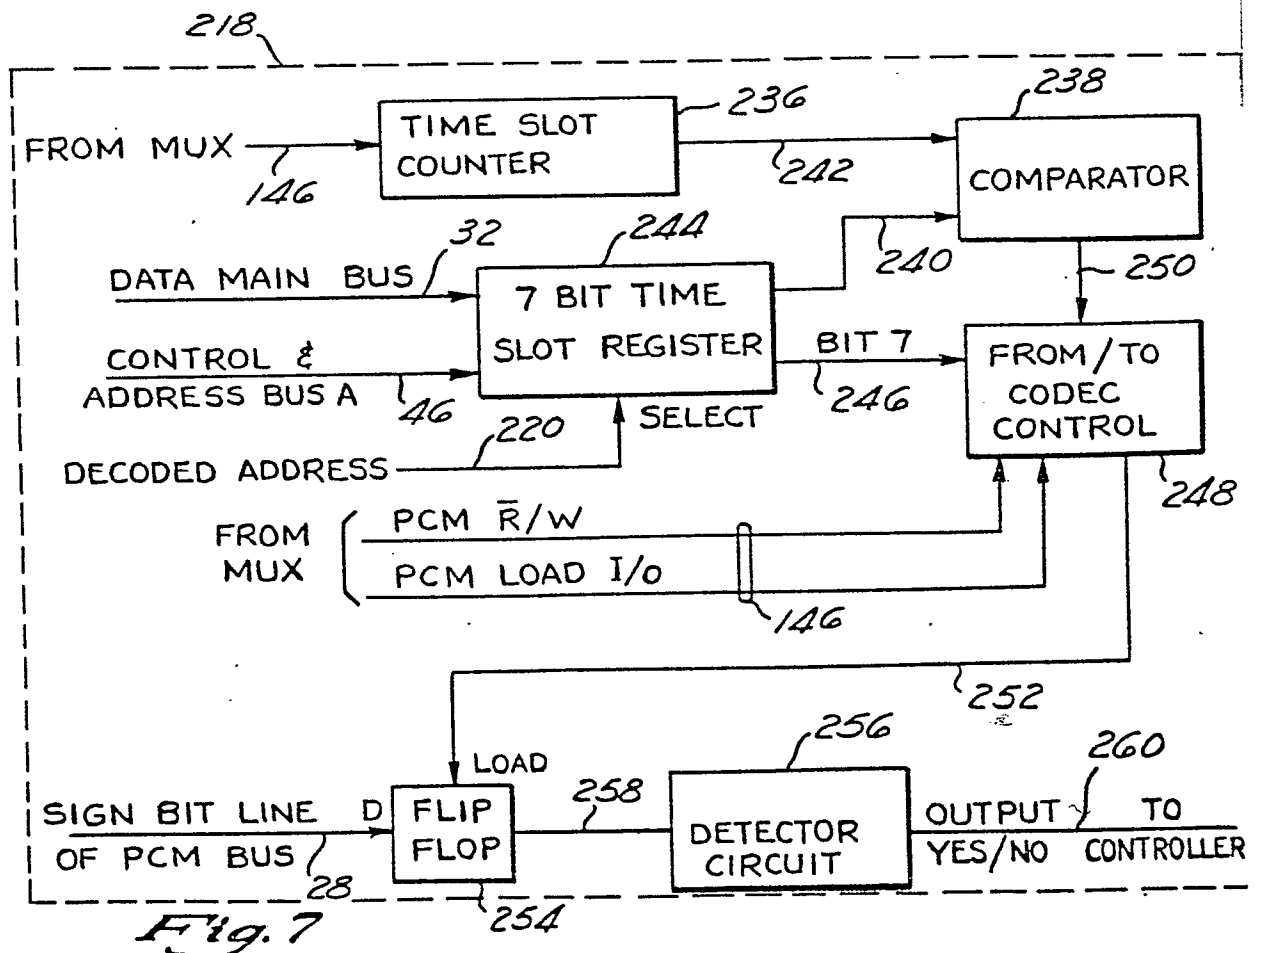 218
236
238
FROM MUX
TIME SLOT
COUNTER
146
242
COMPARATOR
32
244
240
250
DATA MAIN BUS
7 BIT TIME
SLOT REGISTER
CONTROL &
ADDRESS BUS A
46
BIT 7
246
FROM/TO
CODEC
CONTROL
248
220
SELECT
DECODED ADDRESS
FROM
MUX
PCM R̅/W
PCM LOAD I/O
146
252
256
260
LOAD
258
SIGN BIT LINE
OF PCM BUS
28
D
FLIP
FLOP
254
DETECTOR
CIRCUIT
OUTPUT TO
YES/NO CONTROLLER
Fig. 7